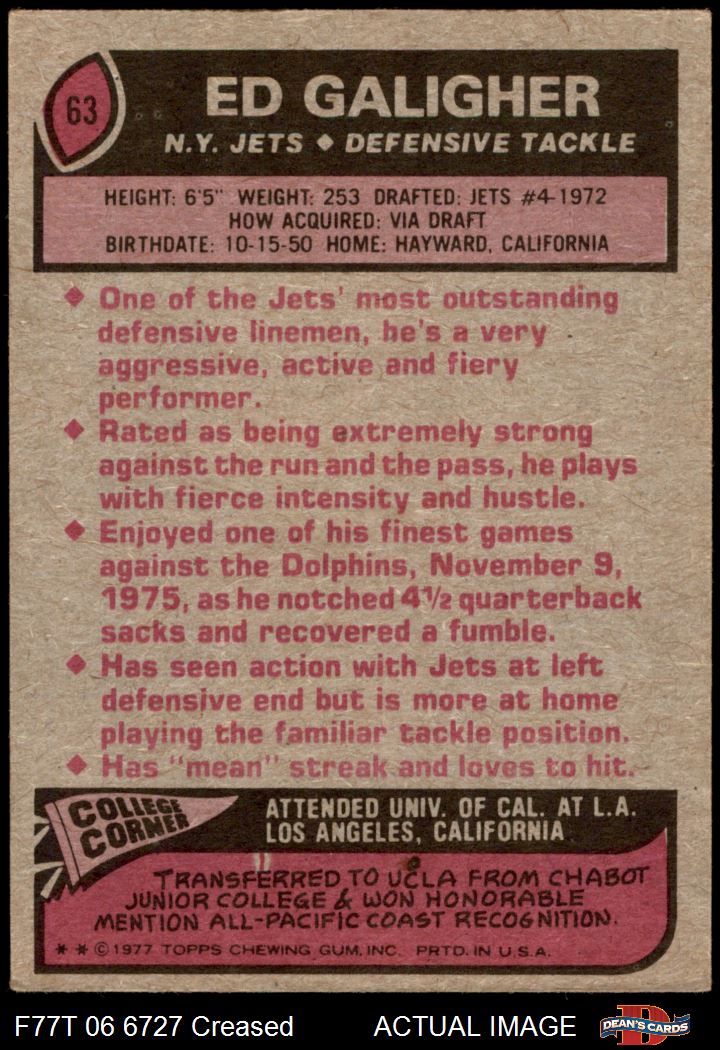 63
ED GALIGHER
N.Y. JETS ◆ DEFENSIVE TACKLE
HEIGHT: 6'5" WEIGHT: 253 DRAFTED: JETS #4-1972
HOW ACQUIRED: VIA DRAFT
BIRTHDATE: 10-15-50 HOME: HAYWARD, CALIFORNIA
◆ One of the Jets' most outstanding
defensive linemen, he's a very
aggressive, active and fiery
performer.
◆ Rated as being extremely strong
against the run and the pass, he plays
with fierce intensity and hustle.
◆ Enjoyed one of his finest games
against the Dolphins, November 9,
1975, as he notched 4½ quarterback
sacks and recovered a fumble.
◆ Has seen action with Jets at left
defensive end but is more at home
playing the familiar tackle position.
◆ Has "mean" streak and loves to hit.
COLLEGE
CORNER
ATTENDED UNIV. OF CAL. AT L.A.
LOS ANGELES, CALIFORNIA
TRANSFERRED TO UCLA FROM CHABOT
JUNIOR COLLEGE & WON HONORABLE
MENTION ALL-PACIFIC COAST RECOGNITION.
* * © 1977 TOPPS CHEWING GUM, INC. PRTD. IN U.S.A.
F77T 06 6727 Creased ACTUAL IMAGE
D
DEAN'S CARDS